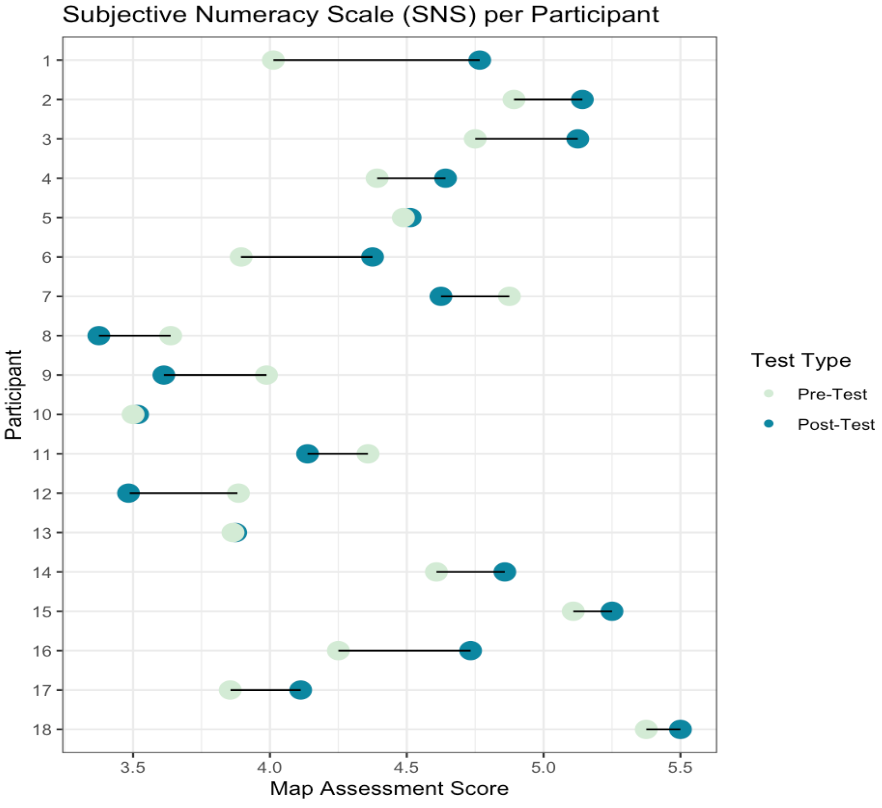 Subjective Numeracy Scale (SNS) per Participant
1
2
3
4
5
6
7
8
9
10
11
12
13
14
15
16
17
18
Participant
3.5 4.0 4.5 5.0 5.5
Map Assessment Score
Test Type
Pre-Test
Post-Test